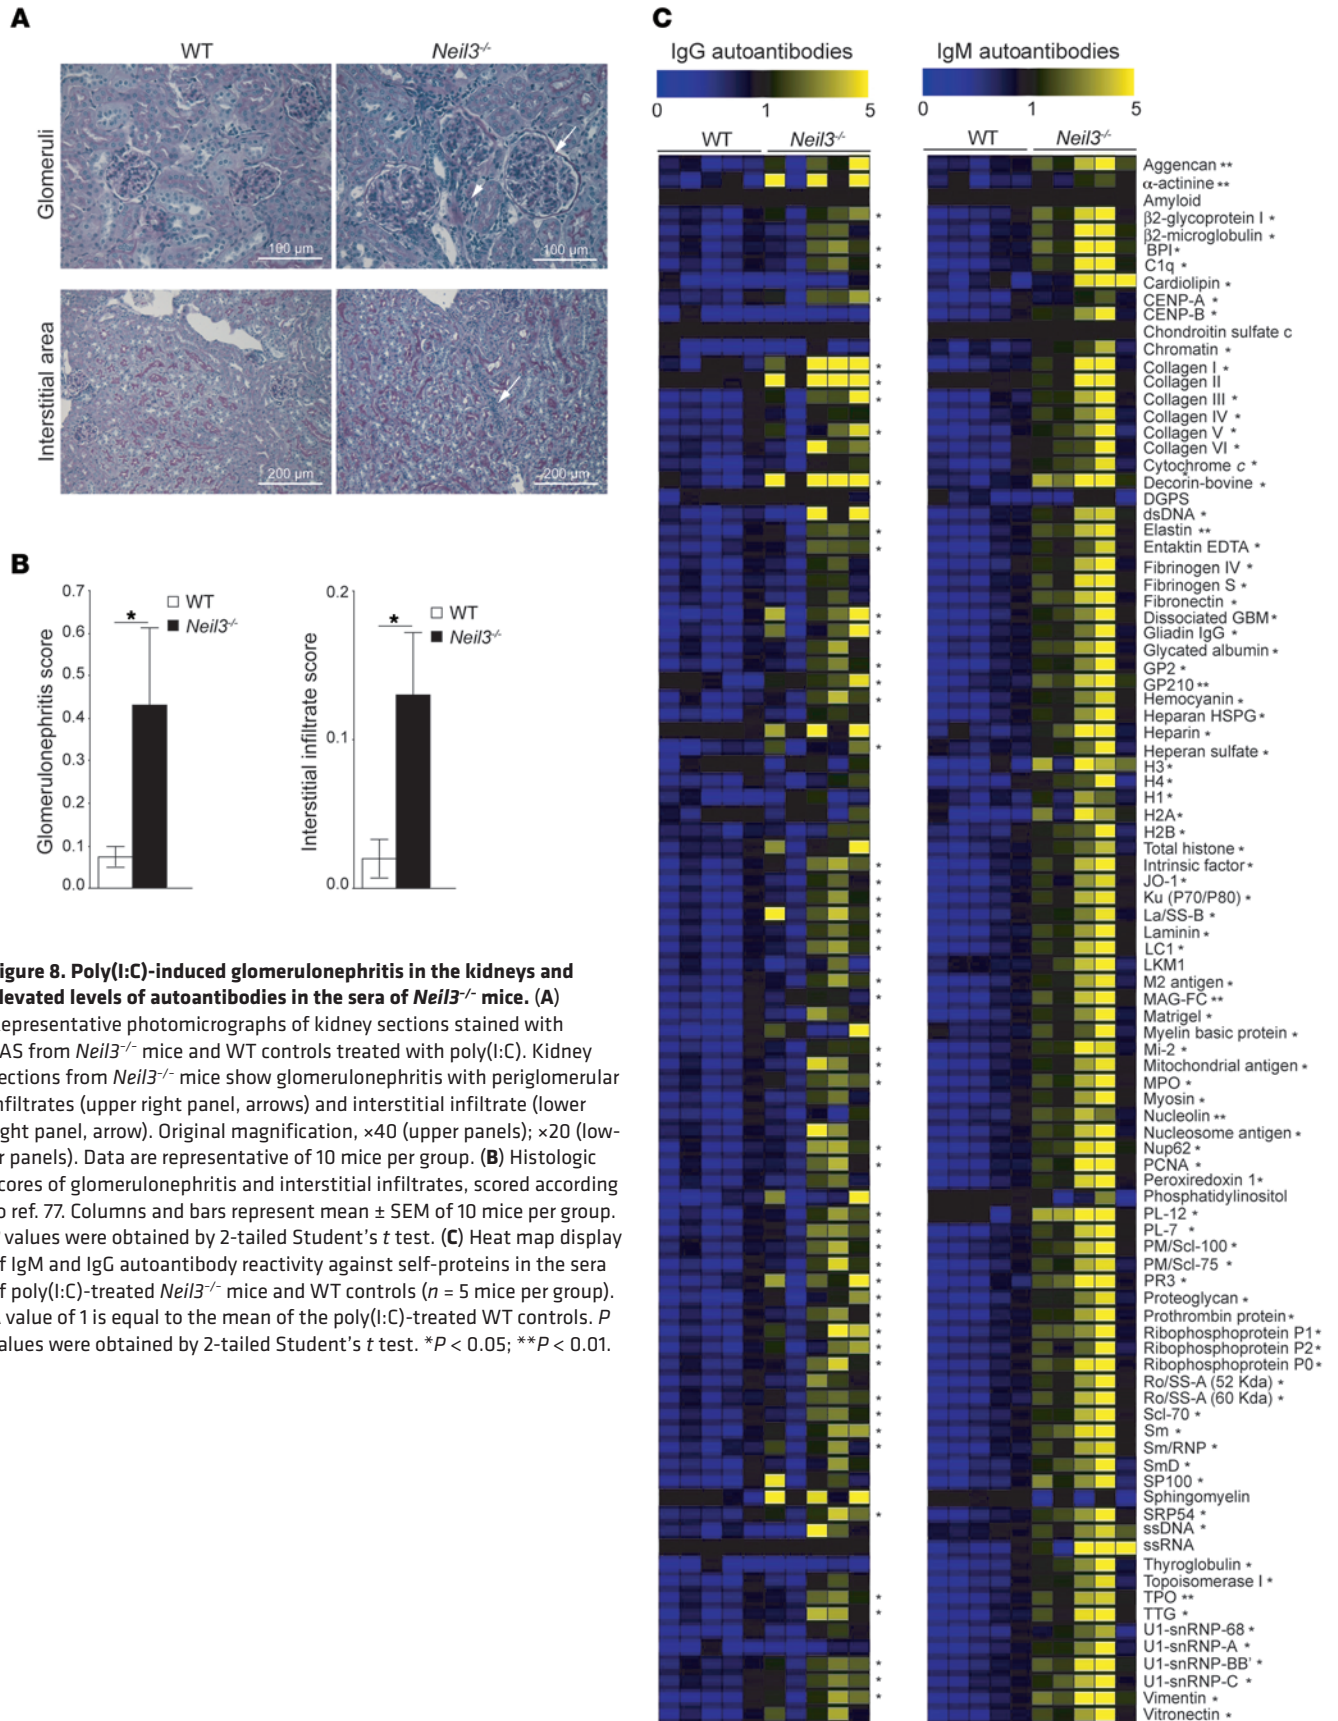 A
WT
Neil3-/-
Glomeruli
100 µm
100 µm
Interstitial area
200 µm
200 µm
B
0.7
0.6
0.5
0.4
0.3
0.2
0.1
0.0
Glomerulonephritis score
*
WT
Neil3-/-
0.2
0.1
0.0
Interstitial infiltrate score
*
WT
Neil3-/-
igure 8. Poly(I:C)-induced glomerulonephritis in the kidneys and
levated levels of autoantibodies in the sera of Neil3-/- mice. (A)
epresentative photomicrographs of kidney sections stained with
AS from Neil3-/- mice and WT controls treated with poly(I:C). Kidney
ections from Neil3-/- mice show glomerulonephritis with periglomerular
nfiltrates (upper right panel, arrows) and interstitial infiltrate (lower
ght panel, arrow). Original magnification, ×40 (upper panels); ×20 (low-
r panels). Data are representative of 10 mice per group. (B) Histologic
cores of glomerulonephritis and interstitial infiltrates, scored according
o ref. 77. Columns and bars represent mean ± SEM of 10 mice per group.
values were obtained by 2-tailed Student's t test. (C) Heat map display
f IgM and IgG autoantibody reactivity against self-proteins in the sera
f poly(I:C)-treated Neil3-/- mice and WT controls (n = 5 mice per group).
value of 1 is equal to the mean of the poly(I:C)-treated WT controls. P
alues were obtained by 2-tailed Student's t test. *P < 0.05; **P < 0.01.
C
IgG autoantibodies
0 1 5
WT Neil3-/-
IgM autoantibodies
0 1 5
WT Neil3-/-
Aggencan **
α-actinine **
Amyloid
β2-glycoprotein I *
β2-microglobulin *
BPI *
C1q *
Cardiolipin *
CENP-A *
CENP-B *
Chondroitin sulfate c
Chromatin *
Collagen I *
Collagen II
Collagen III *
Collagen IV *
Collagen V *
Collagen VI *
Cytochrome c *
Decorin-bovine *
DGPS
dsDNA *
Elastin **
Entaktin EDTA *
Fibrinogen IV *
Fibrinogen S *
Fibronectin *
Dissociated GBM *
Gliadin IgG *
Glycated albumin *
GP2 *
GP210 **
Hemocyanin *
Heparan HSPG *
Heparin *
Heperan sulfate *
H3 *
H4 *
H1 *
H2A *
H2B *
Total histone *
Intrinsic factor *
JO-1 *
Ku (P70/P80) *
La/SS-B *
Laminin *
LC1 *
LKM1
M2 antigen *
MAG-FC **
Matrigel *
Myelin basic protein *
Mi-2 *
Mitochondrial antigen *
MPO *
Myosin *
Nucleolin **
Nucleosome antigen *
Nup62 *
PCNA *
Peroxiredoxin 1 *
Phosphatidylinositol
PL-12 *
PL-7 *
PM/Scl-100 *
PM/Scl-75 *
PR3 *
Proteoglycan *
Prothrombin protein *
Ribophosphoprotein P1 *
Ribophosphoprotein P2 *
Ribophosphoprotein P0 *
Ro/SS-A (52 Kda) *
Ro/SS-A (60 Kda) *
Scl-70 *
Sm *
Sm/RNP *
SmD *
SP100 *
Sphingomyelin
SRP54 *
ssDNA *
ssRNA
Thyroglobulin *
Topoisomerase I *
TPO **
TTG *
U1-snRNP-68 *
U1-snRNP-A *
U1-snRNP-BB' *
U1-snRNP-C *
Vimentin *
Vitronectin *